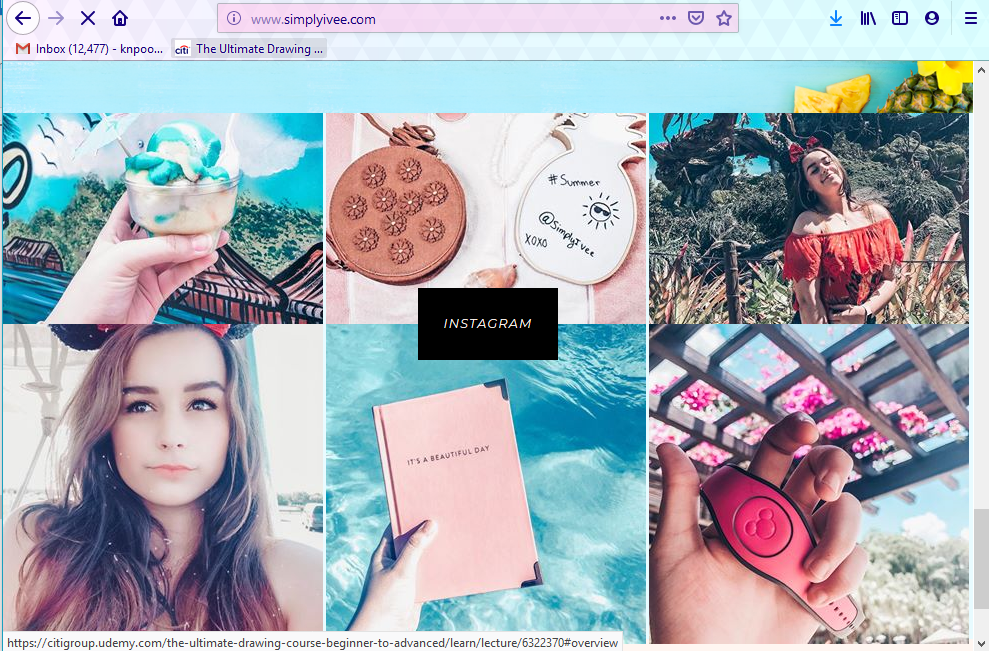 www.simplyivee.com
Inbox (12,477) - knpoo...
citi The Ultimate Drawing ...
#Summer
@SimplyIvee
XOXO
INSTAGRAM
IT'S A BEAUTIFUL DAY
https://citigroup.udemy.com/the-ultimate-drawing-course-beginner-to-advanced/learn/lecture/6322370#overview